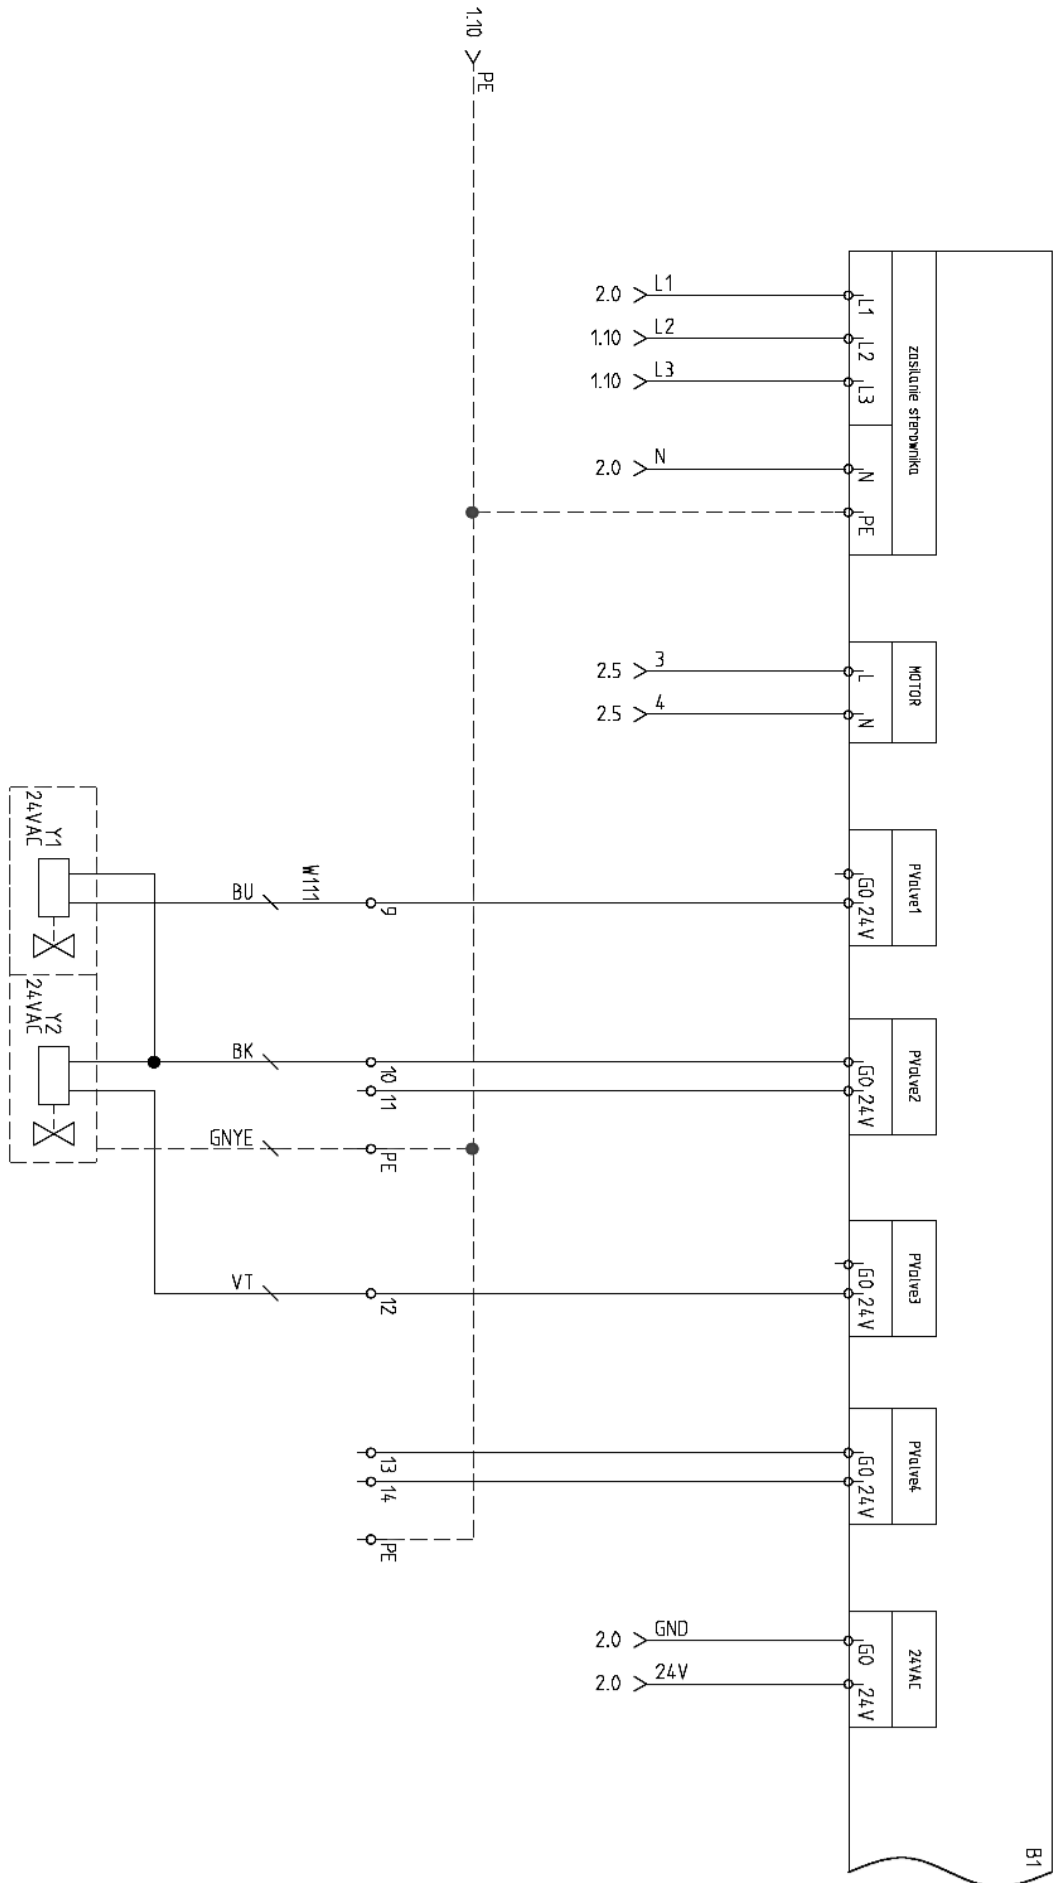 1.10
PE
B1
zasilanie sterownika
2.0
L1
L1
1.10
L2
L2
1.10
L3
L3
2.0
N
N
PE
MOTOR
2.5
3
L
2.5
4
N
PValve1
G0
24V
Y1
24VAC
W111
BU
9
PValve2
G0
24V
Y2
24VAC
BK
10
11
GNYE
PE
PValve3
G0
24V
VT
12
PValve4
G0
24V
13
14
PE
24VAC
2.0
GND
G0
2.0
24V
24V